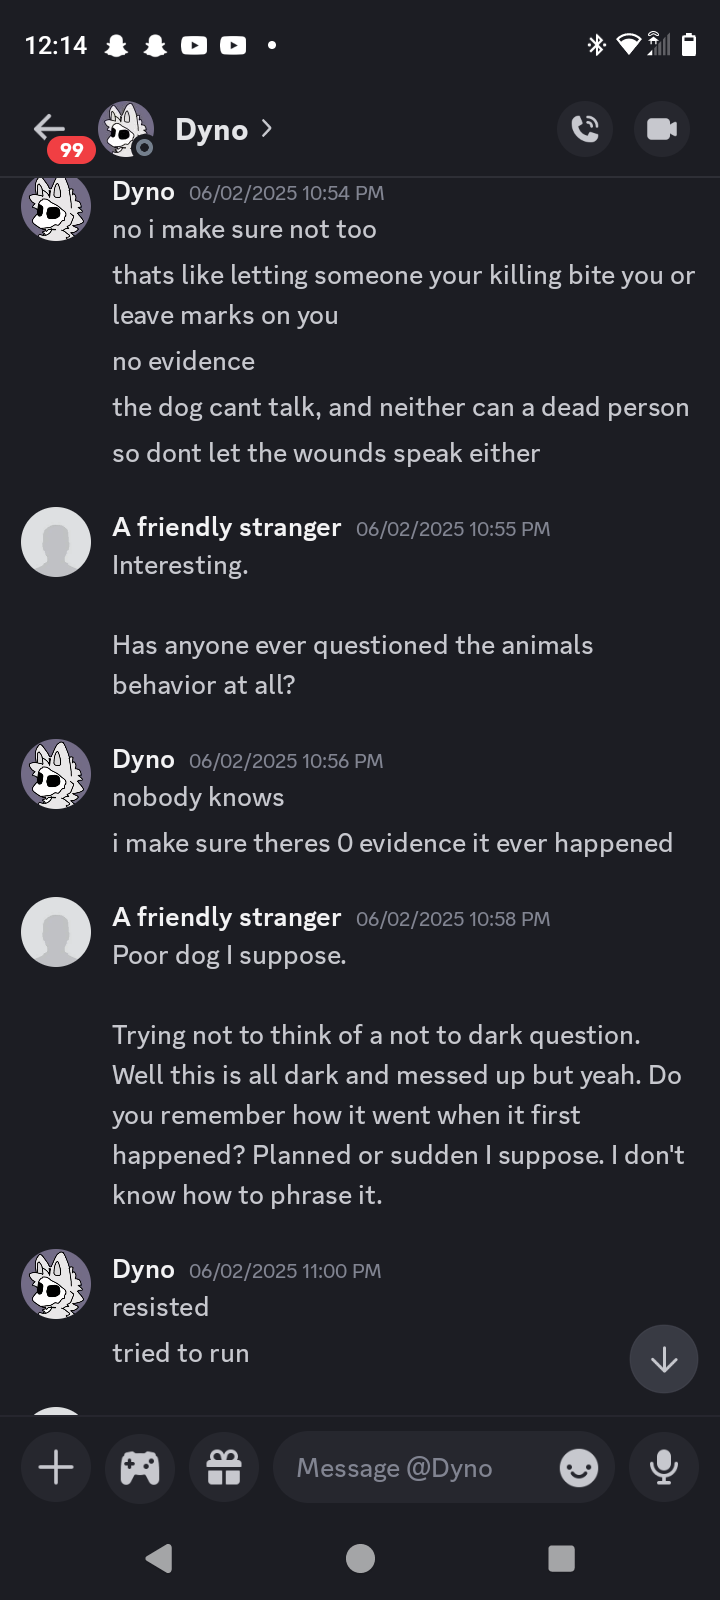 12:14
99
Dyno
Dyno 06/02/2025 10:54 PM
no i make sure not too
thats like letting someone your killing bite you or
leave marks on you
no evidence
the dog cant talk, and neither can a dead person
so dont let the wounds speak either
A friendly stranger 06/02/2025 10:55 PM
Interesting.
Has anyone ever questioned the animals
behavior at all?
Dyno 06/02/2025 10:56 PM
nobody knows
i make sure theres 0 evidence it ever happened
A friendly stranger 06/02/2025 10:58 PM
Poor dog I suppose.
Trying not to think of a not to dark question.
Well this is all dark and messed up but yeah. Do
you remember how it went when it first
happened? Planned or sudden I suppose. I don't
know how to phrase it.
Dyno 06/02/2025 11:00 PM
resisted
tried to run
Message @Dyno